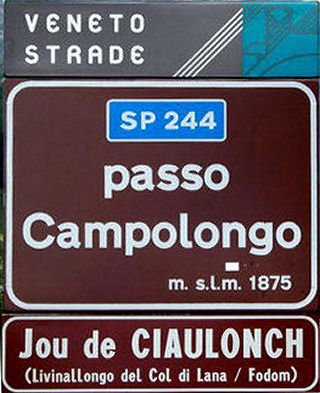 VENETO
STRADE
SP 244
passo
Campolongo
m. s.l.m. 1875
Jou de CIAULONCH
(Livinallongo del Col di Lana / Fodom)